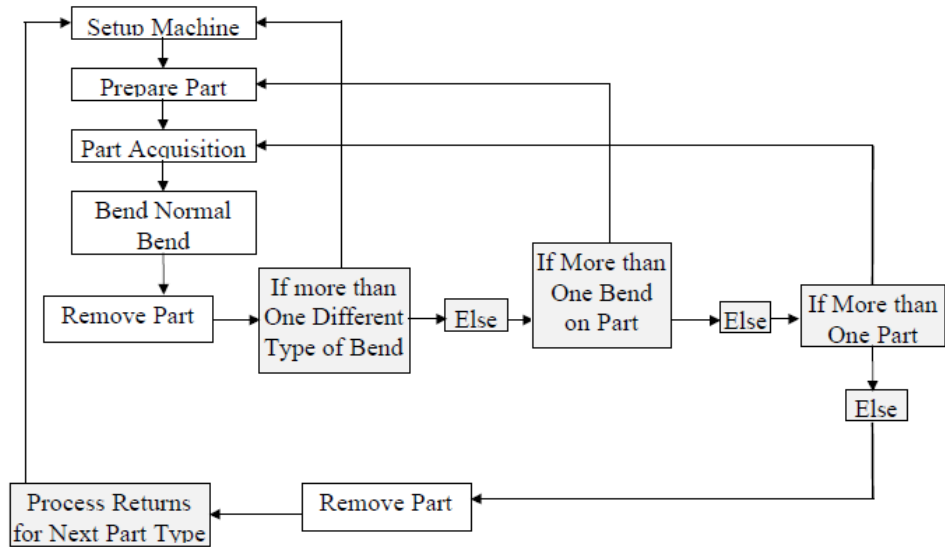 Setup Machine
Prepare Part
Part Acquisition
Bend Normal
Bend
Remove Part
If more than
One Different
Type of Bend
Else
If More than
One Bend
on Part
Else
If More than
One Part
Else
Remove Part
Process Returns
for Next Part Type